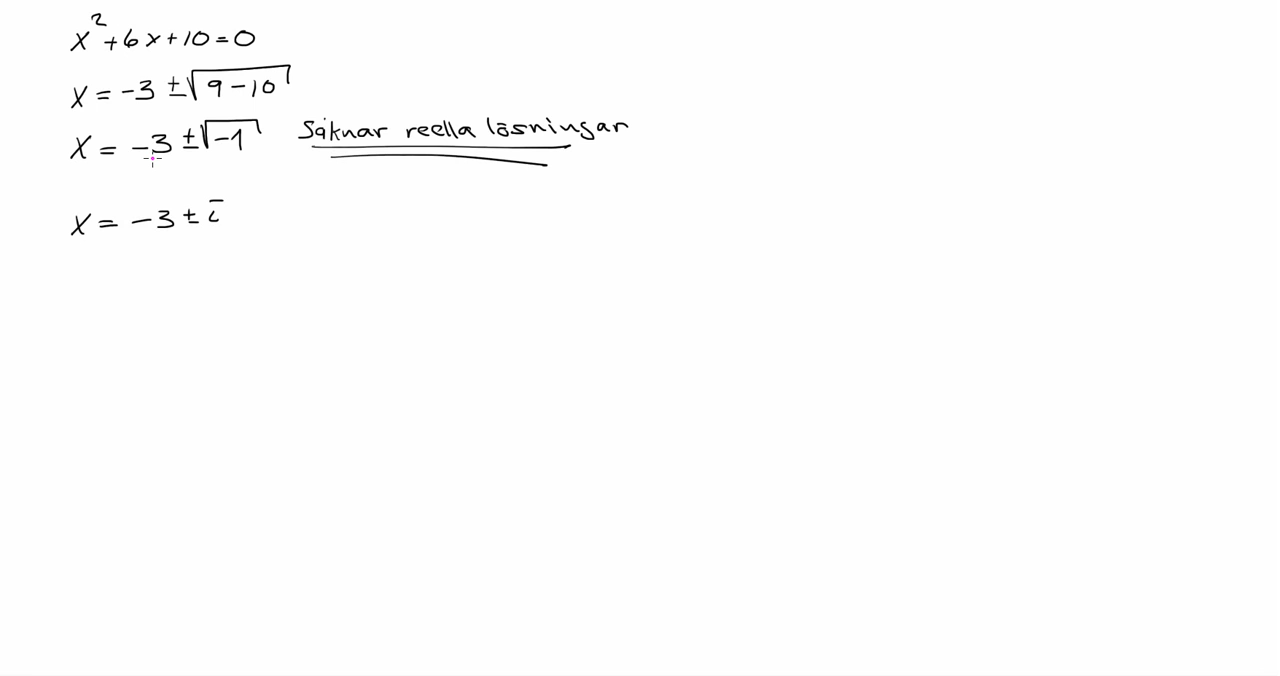 x²+6x+10=0
x = -3 ±√(9-10)
x = -3 ±√(-1) Saknar reella lösningar
x = -3 ± i